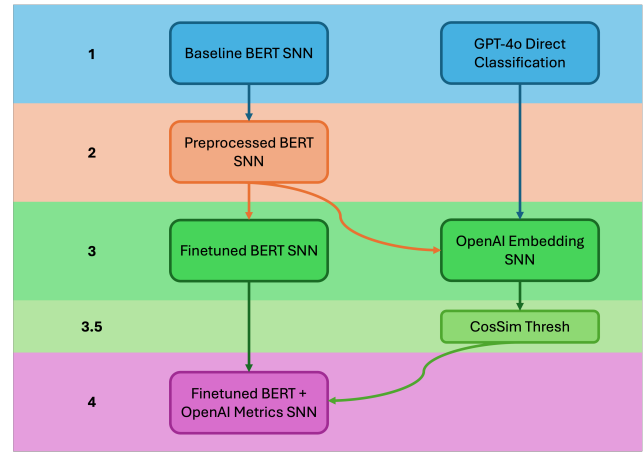 1
Baseline BERT SNN
GPT-4o Direct
Classification
2
Preprocessed BERT
SNN
3
Finetuned BERT SNN
OpenAI Embedding
SNN
3.5
CosSim Thresh
4
Finetuned BERT +
OpenAI Metrics SNN